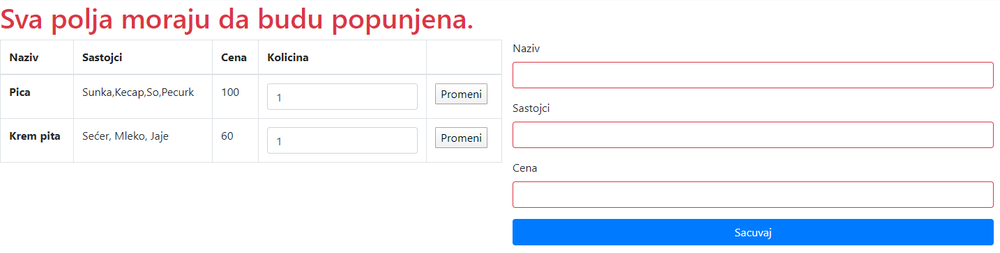 Sva polja moraju da budu popunjena.
Naziv Sastojci Cena Kolicina
Pica Sunka,Kecap,So,Pecurk 100 1 Promeni
Krem pita Sećer, Mleko, Jaje 60 1 Promeni
Naziv
Sastojci
Cena
Sacuvaj